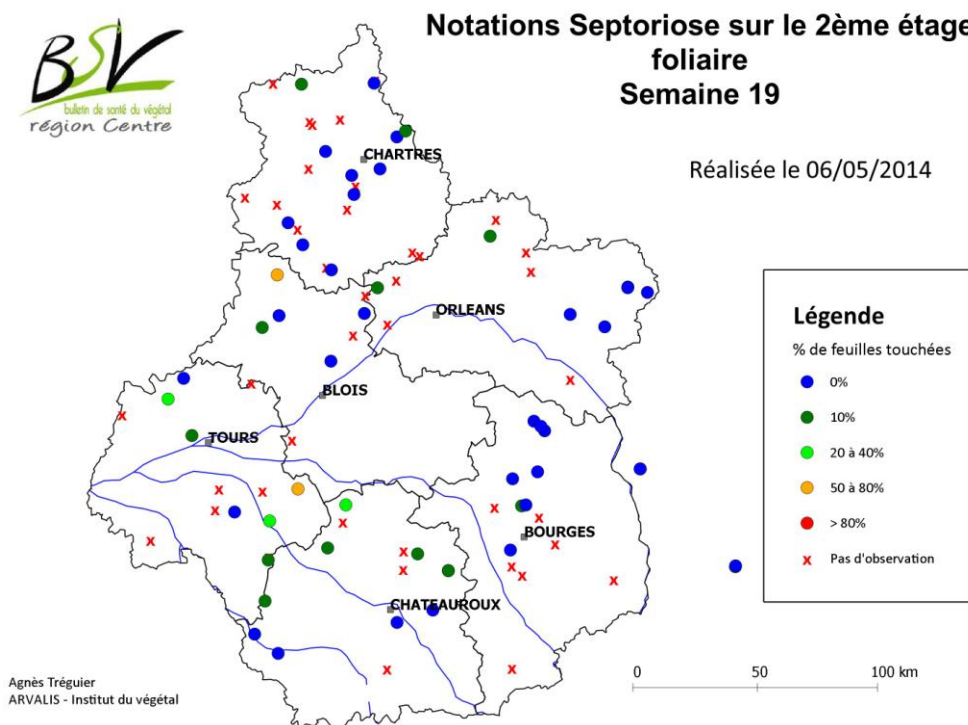 BSV
bulletin de santé du végétal
région Centre
Notations Septoriose sur le 2ème étage
foliaire
Semaine 19
Réalisée le 06/05/2014
CHARTRES
ORLEANS
BLOIS
TOURS
BOURGES
CHATEAUROUX
Légende
% de feuilles touchées
0%
10%
20 à 40%
50 à 80%
> 80%
x Pas d'observation
0 50 100 km
Agnès Tréguier
ARVALIS - Institut du végétal